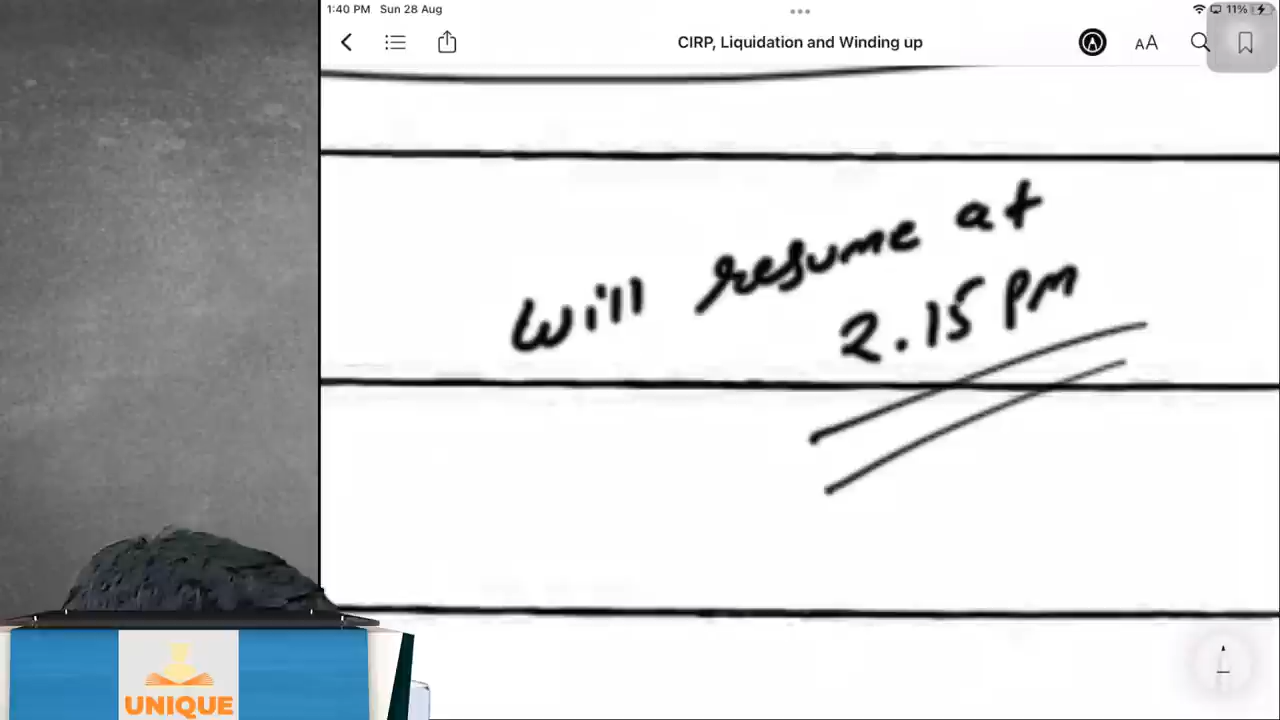 1:40 PM Sun 28 Aug
11%
CIRP, Liquidation and Winding up
AA
will resume at
2.15 pm
UNIQUE